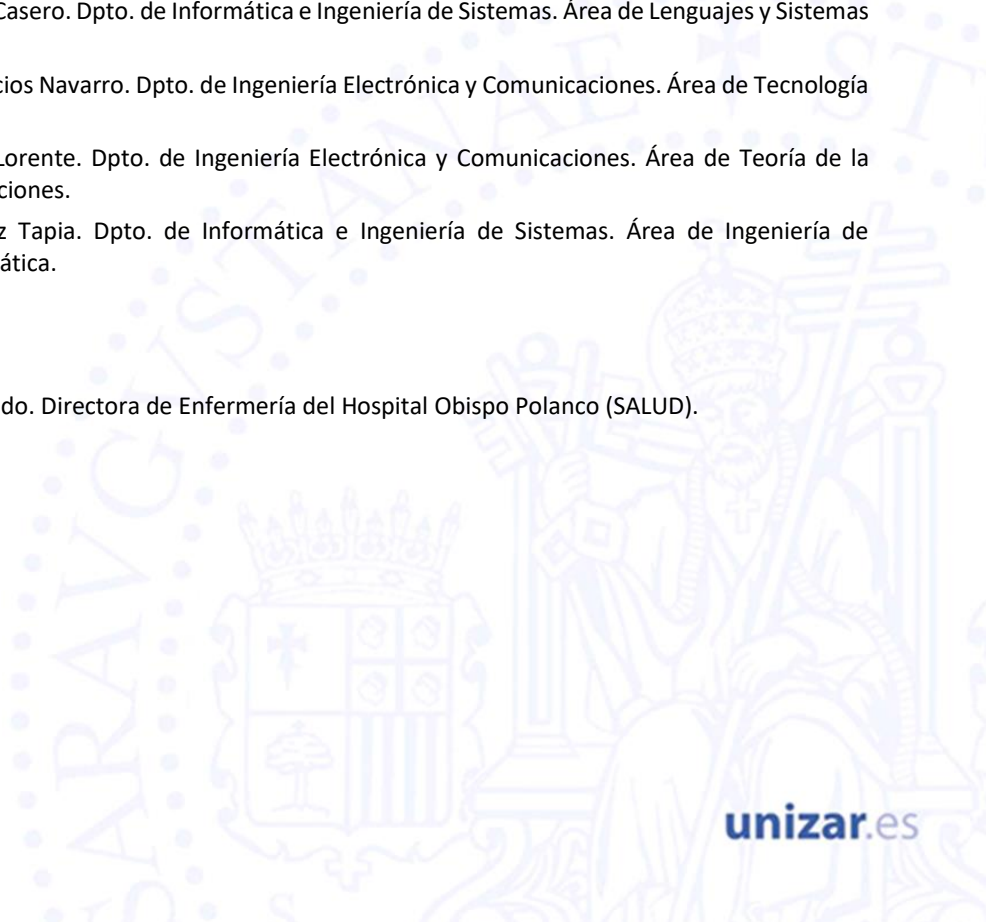 Casero. Dpto. de Informática e Ingeniería de Sistemas. Área de Lenguajes y Sistemas
cios Navarro. Dpto. de Ingeniería Electrónica y Comunicaciones. Área de Tecnología
Lorente. Dpto. de Ingeniería Electrónica y Comunicaciones. Área de Teoría de la
ciones.
z Tapia. Dpto. de Informática e Ingeniería de Sistemas. Área de Ingeniería de
ática.
do. Directora de Enfermería del Hospital Obispo Polanco (SALUD).
unizar.es